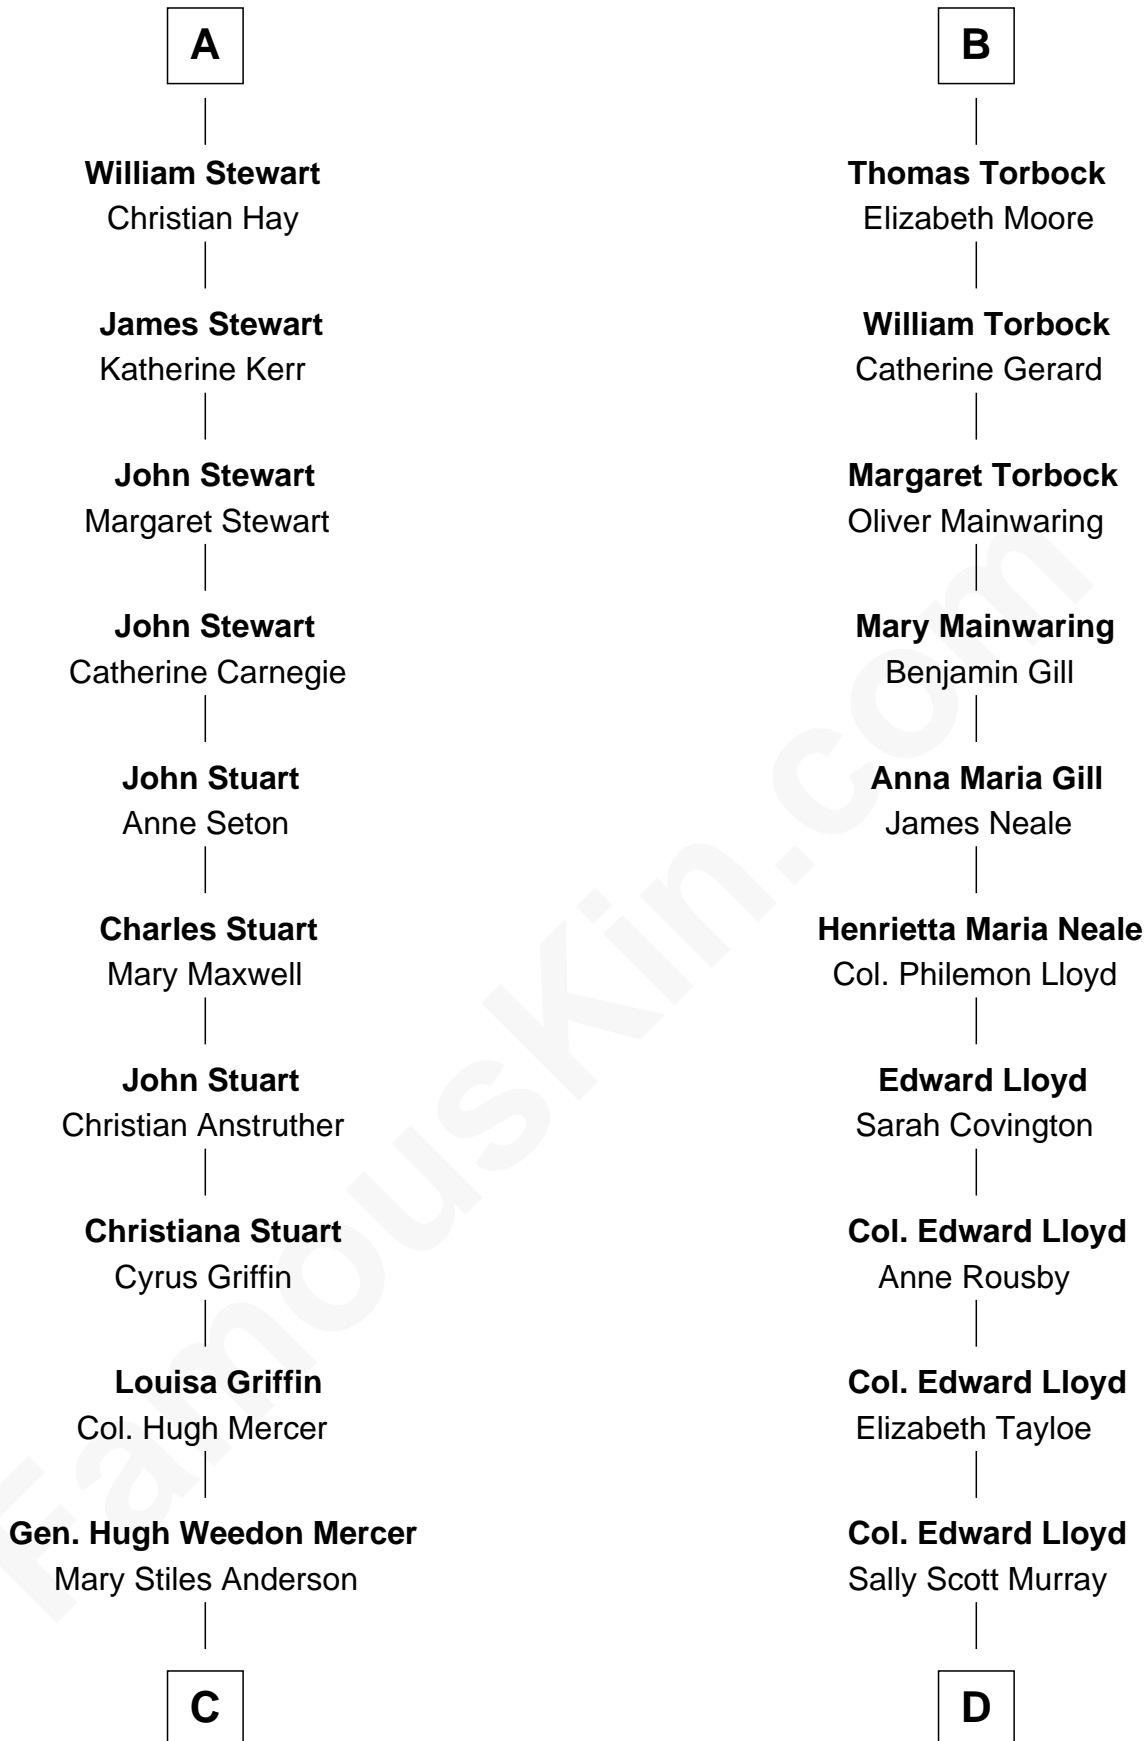 A
William Stewart
Christian Hay
James Stewart
Katherine Kerr
John Stewart
Margaret Stewart
John Stewart
Catherine Carnegie
John Stuart
Anne Seton
Charles Stuart
Mary Maxwell
John Stuart
Christian Anstruther
Christiana Stuart
Cyrus Griffin
Louisa Griffin
Col. Hugh Mercer
Gen. Hugh Weedon Mercer
Mary Stiles Anderson
C
B
Thomas Torbock
Elizabeth Moore
William Torbock
Catherine Gerard
Margaret Torbock
Oliver Mainwaring
Mary Mainwaring
Benjamin Gill
Anna Maria Gill
James Neale
Henrietta Maria Neale
Col. Philemon Lloyd
Edward Lloyd
Sarah Covington
Col. Edward Lloyd
Anne Rousby
Col. Edward Lloyd
Elizabeth Tayloe
Col. Edward Lloyd
Sally Scott Murray
D
FamousKin.com